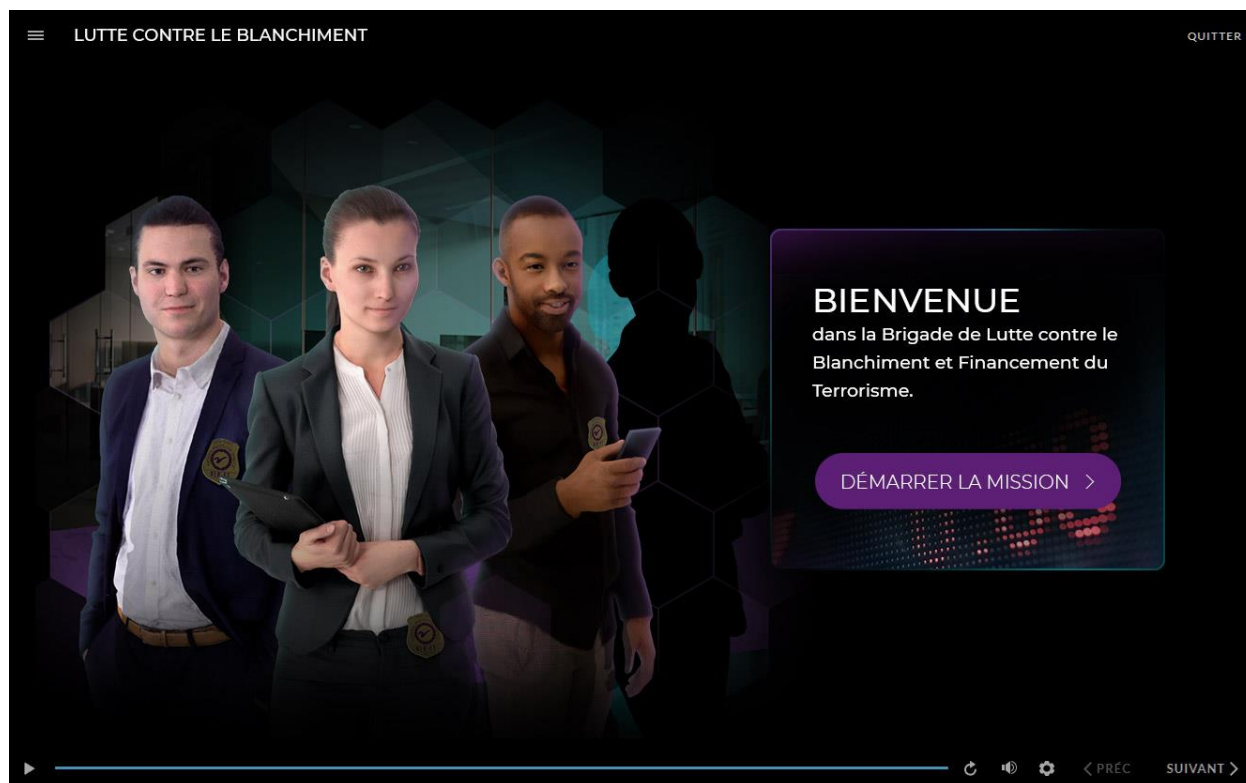 LUTTE CONTRE LE BLANCHIMENT
QUITTER
BIENVENUE
dans la Brigade de Lutte contre le
Blanchiment et Financement du
Terrorisme.
DÉMARRER LA MISSION
PRÉC
SUIVANT